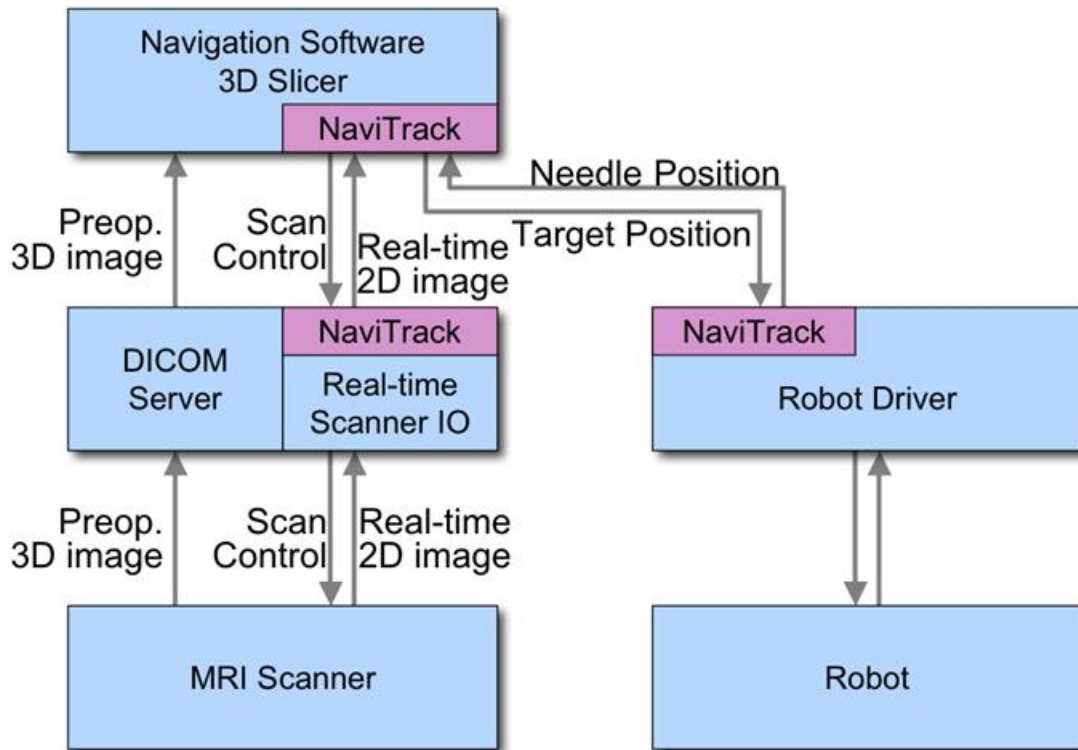 Navigation Software
3D Slicer
NaviTrack
Needle Position
Target Position
Preop.
3D image
Scan
Control
Real-time
2D image
DICOM
Server
NaviTrack
Real-time
Scanner IO
NaviTrack
Robot Driver
Preop.
3D image
Scan
Control
Real-time
2D image
MRI Scanner
Robot